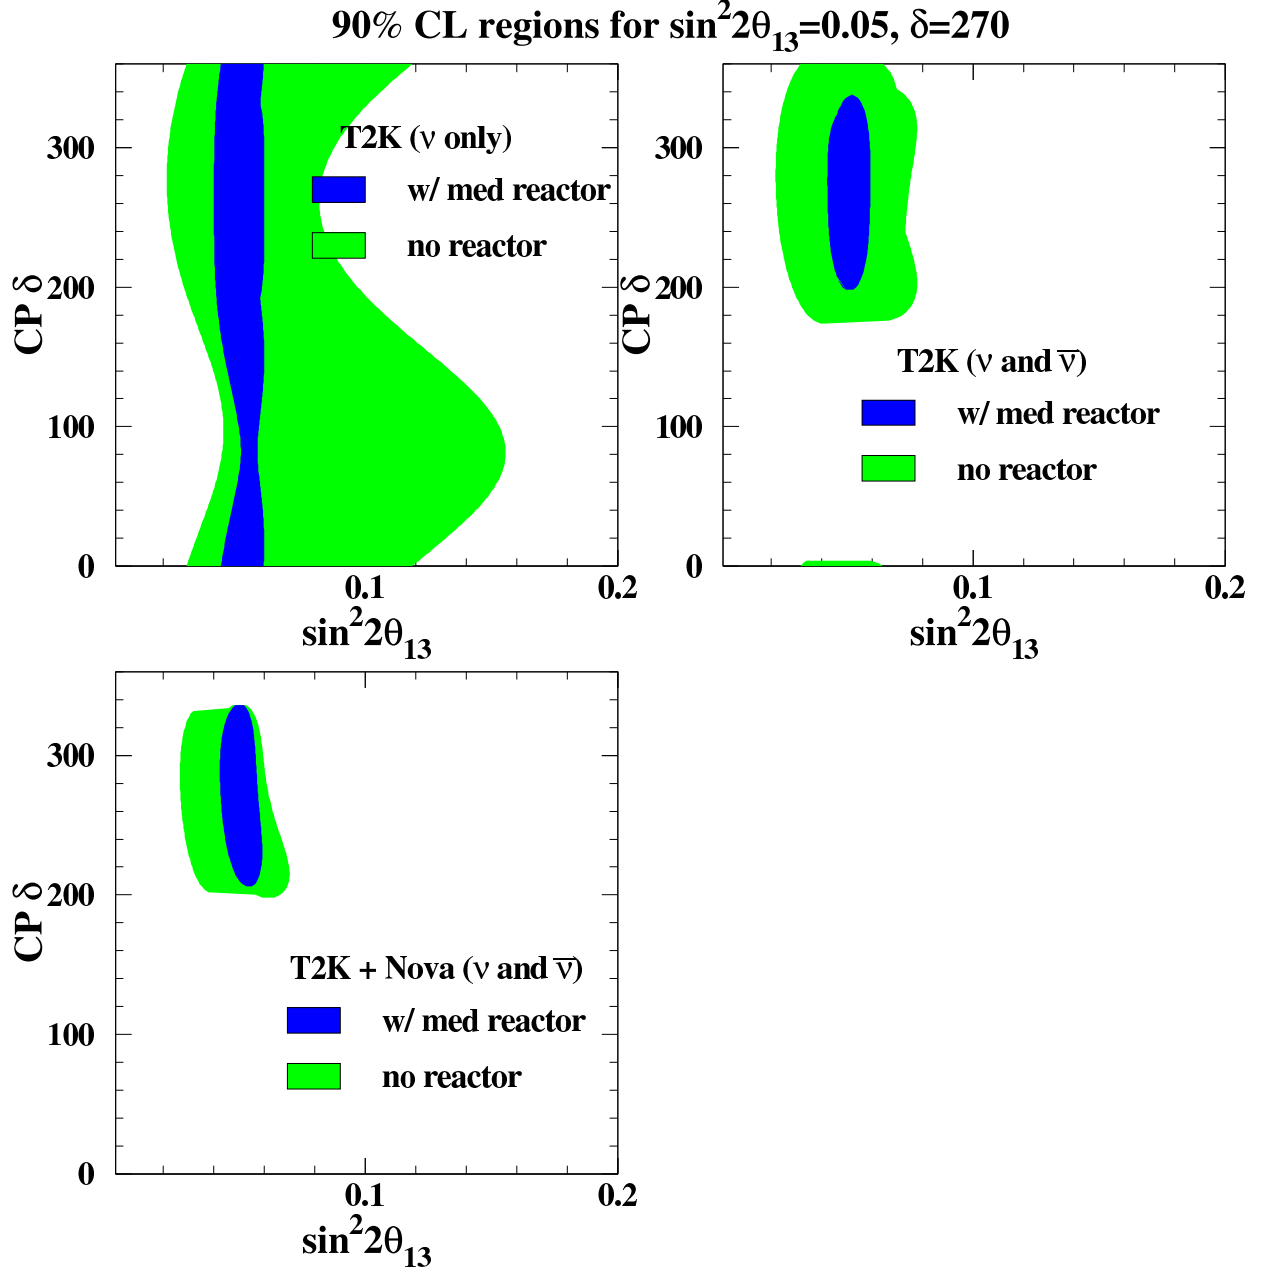 90% CL regions for sin²2θ₁₃=0.05, δ=270
CP δ
300
200
100
0
T2K (ν only)
w/ med reactor
no reactor
0.1
0.2
sin²2θ₁₃
CP δ
300
200
100
0
T2K (ν and ν̅)
w/ med reactor
no reactor
0.1
0.2
sin²2θ₁₃
CP δ
300
200
100
0
T2K + Nova (ν and ν̅)
w/ med reactor
no reactor
0.1
0.2
sin²2θ₁₃